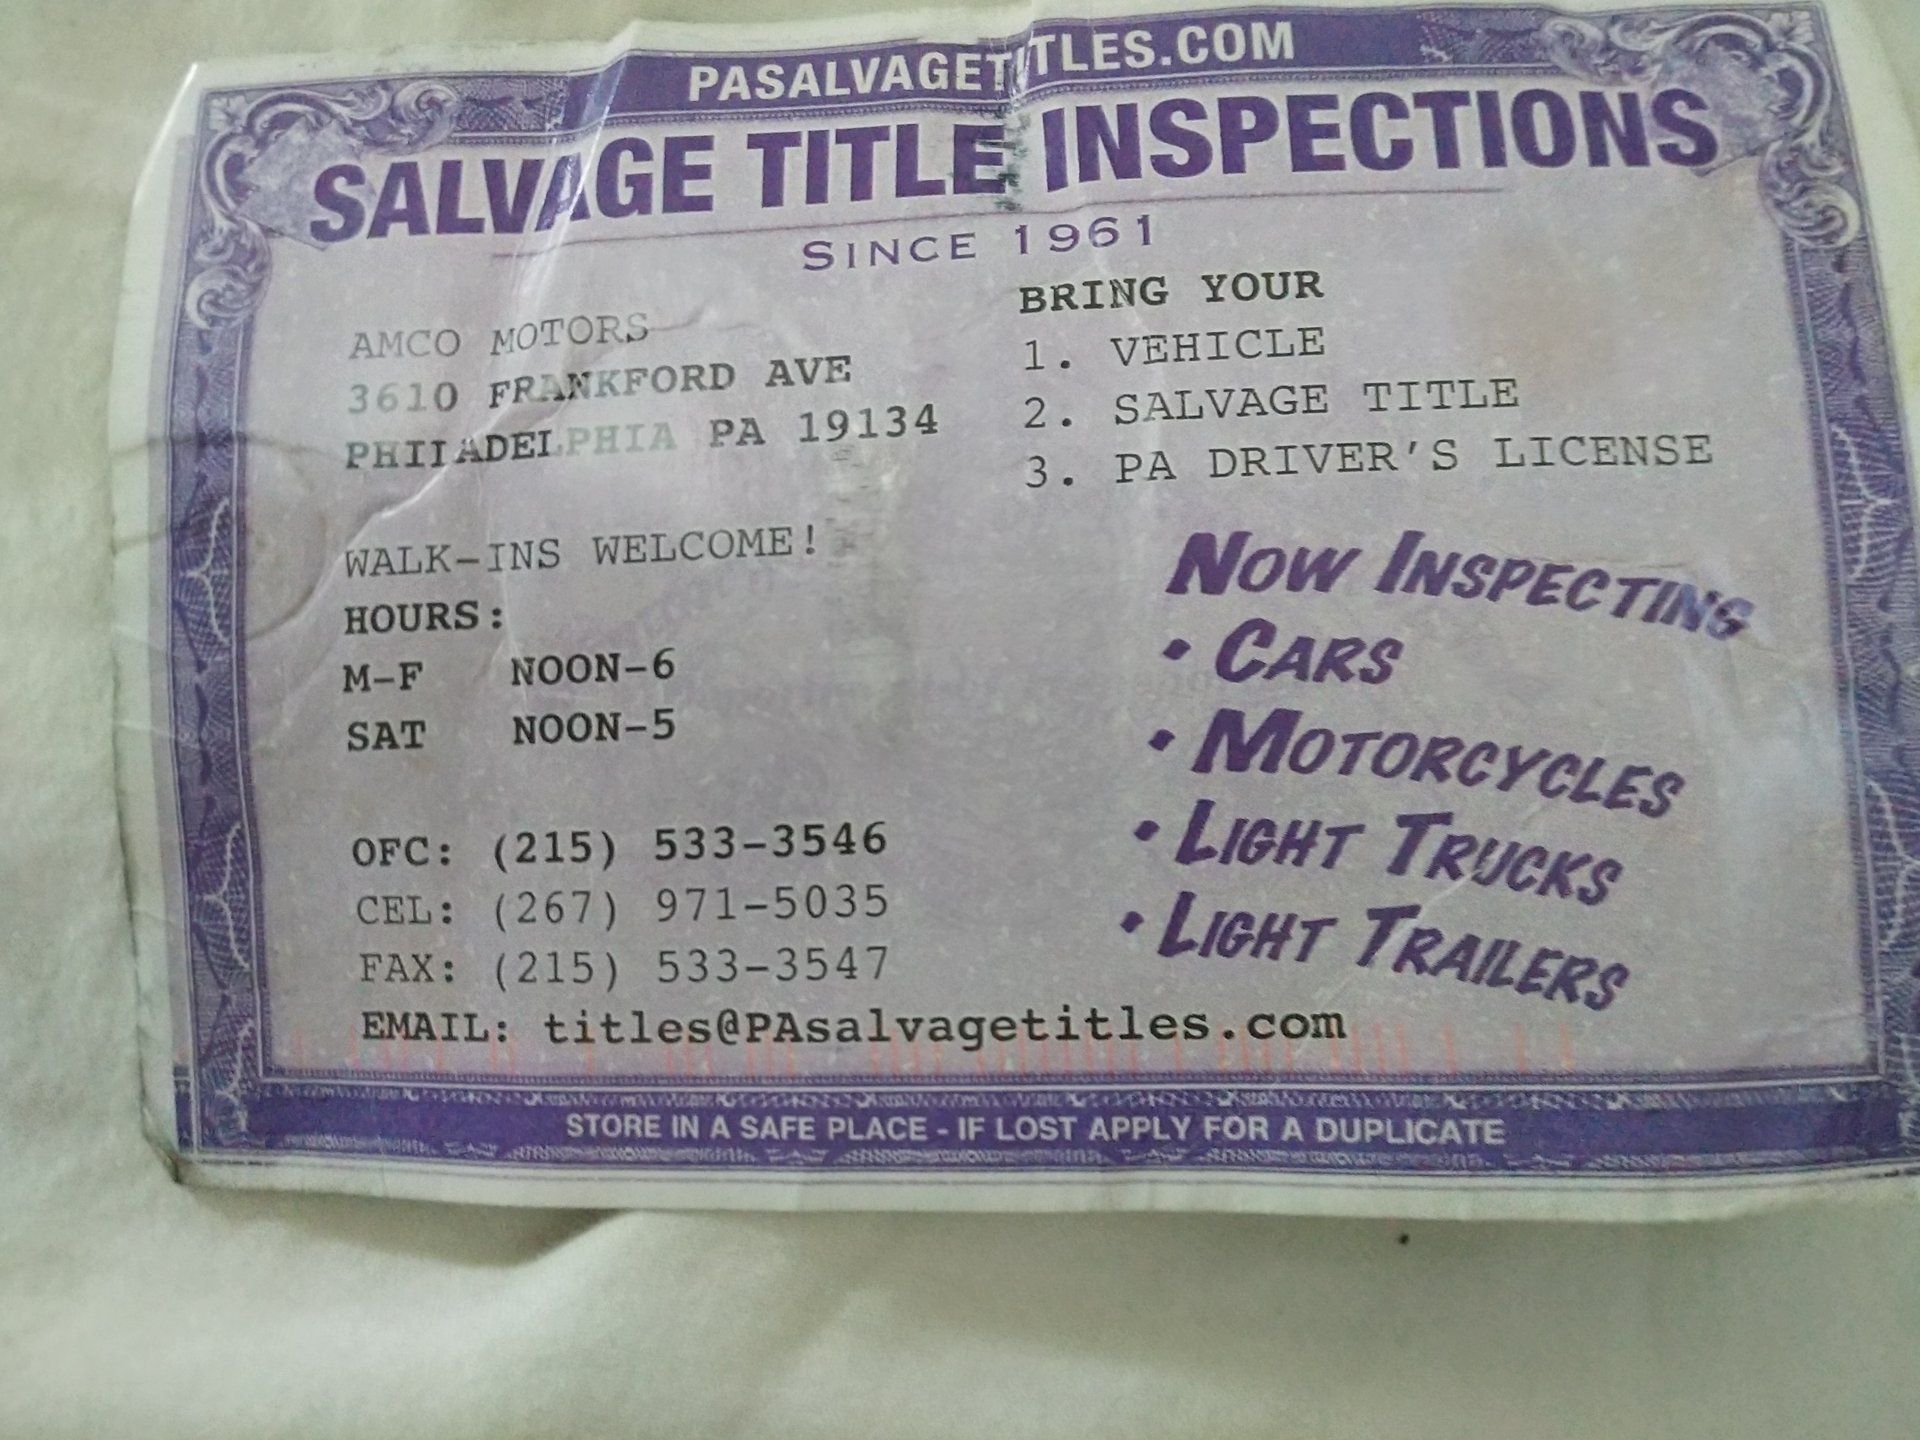 PASALVAGETITLES.COM
SALVAGE TITLE INSPECTIONS
SINCE 1961
AMCO MOTORS
3610 FRANKFORD AVE
PHILADELPHIA PA 19134
WALK-INS WELCOME!
HOURS:
M-F NOON-6
SAT NOON-5
OFC: (215) 533-3546
CEL: (267) 971-5035
FAX: (215) 533-3547
EMAIL: titles@PAsalvagetitles.com
BRING YOUR
1. VEHICLE
2. SALVAGE TITLE
3. PA DRIVER'S LICENSE
NOW INSPECTING
• CARS
• MOTORCYCLES
• LIGHT TRUCKS
• LIGHT TRAILERS
STORE IN A SAFE PLACE - IF LOST APPLY FOR A DUPLICATE